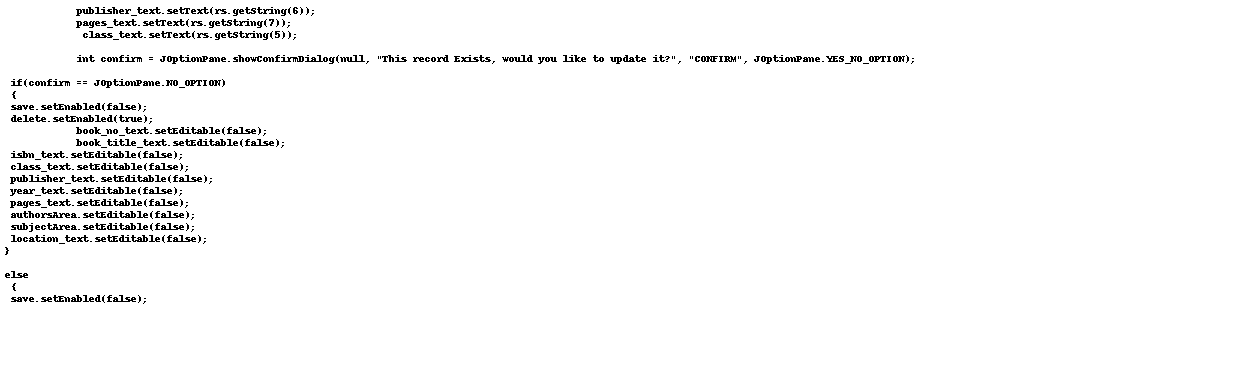 publisher_text.setText(rs.getString(6));
pages_text.setText(rs.getString(7));
class_text.setText(rs.getString(5));
int confirm = JOptionPane.showConfirmDialog(null, "This record Exists, would you like to update it?", "CONFIRM", JOptionPane.YES_NO_OPTION);
if(confirm == JOptionPane.NO_OPTION)
{
save.setEnabled(false);
delete.setEnabled(true);
book_no_text.setEditable(false);
book_title_text.setEditable(false);
isbn_text.setEditable(false);
class_text.setEditable(false);
publisher_text.setEditable(false);
year_text.setEditable(false);
pages_text.setEditable(false);
authorsArea.setEditable(false);
subjectArea.setEditable(false);
location_text.setEditable(false);
}
else
{
save.setEnabled(false);